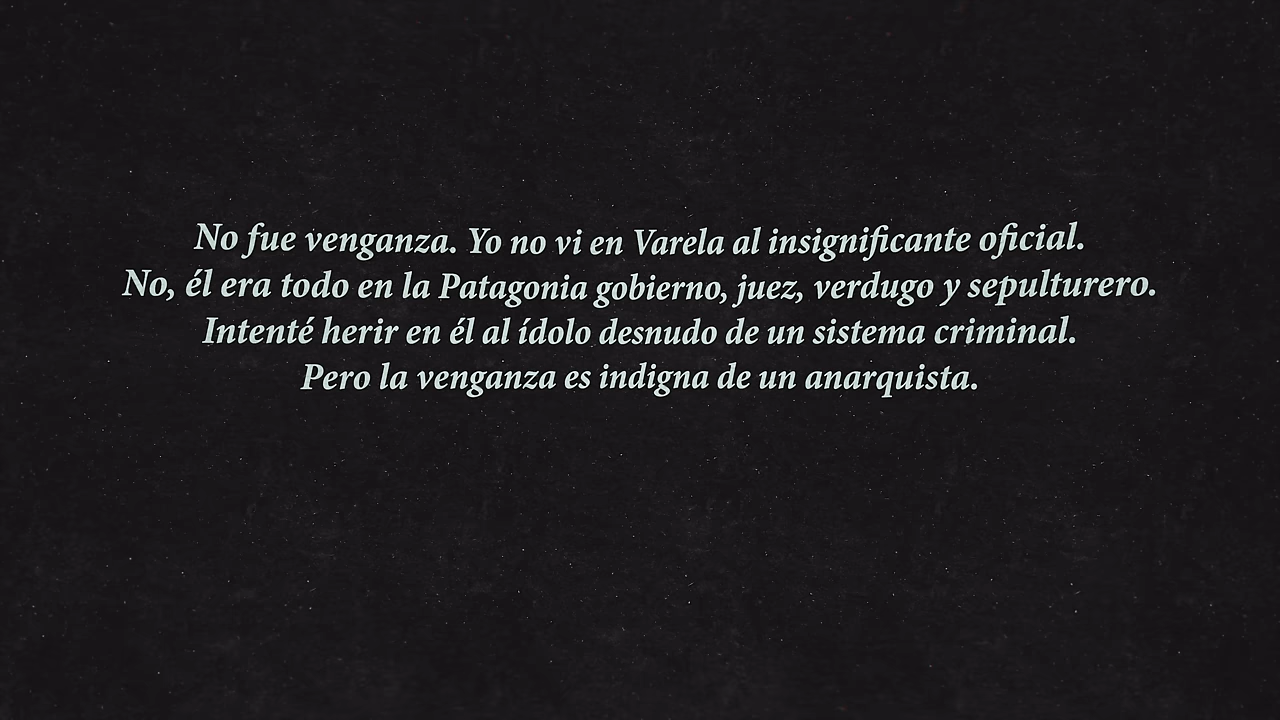 No fue venganza. Yo no vi en Varela al insignificante oficial.
No, él era todo en la Patagonia gobierno, juez, verdugo y sepulturero.
Intenté herir en él al ídolo desnudo de un sistema criminal.
Pero la venganza es indigna de un anarquista.